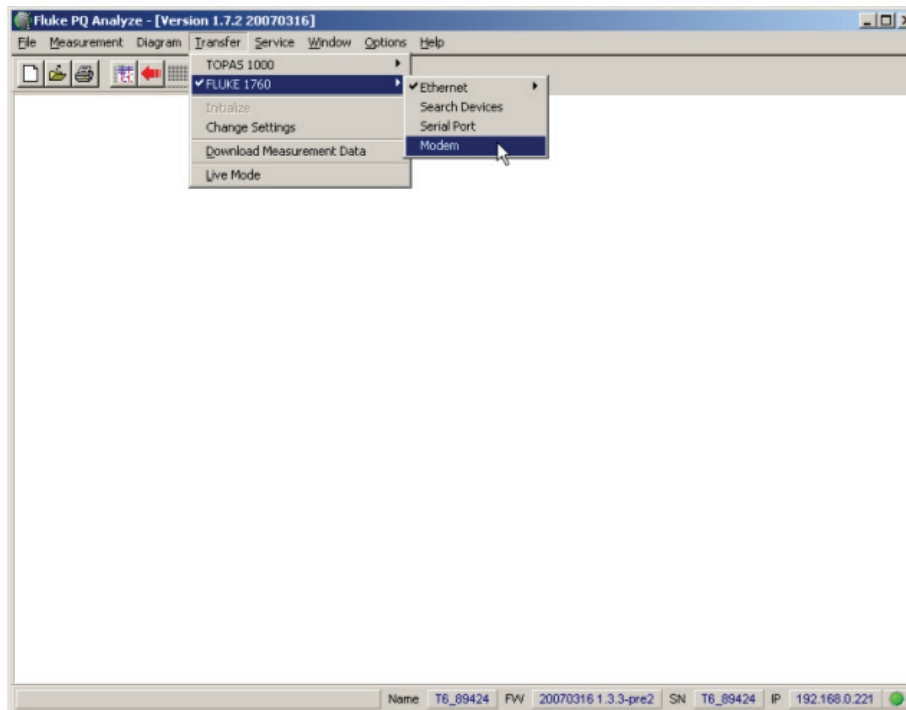 Fluke PQ Analyze - [Version 1.7.2 20070316]
File Measurement Diagram Transfer Service Window Options Help
TOPAS 1000
FLUKE 1760
Initialize
Change Settings
Download Measurement Data
Live Mode
Ethernet
Search Devices
Serial Port
Modem
Name T6_89424 FW 20070316 1.3.3-pre2 SN T6_89424 IP 192.168.0.221